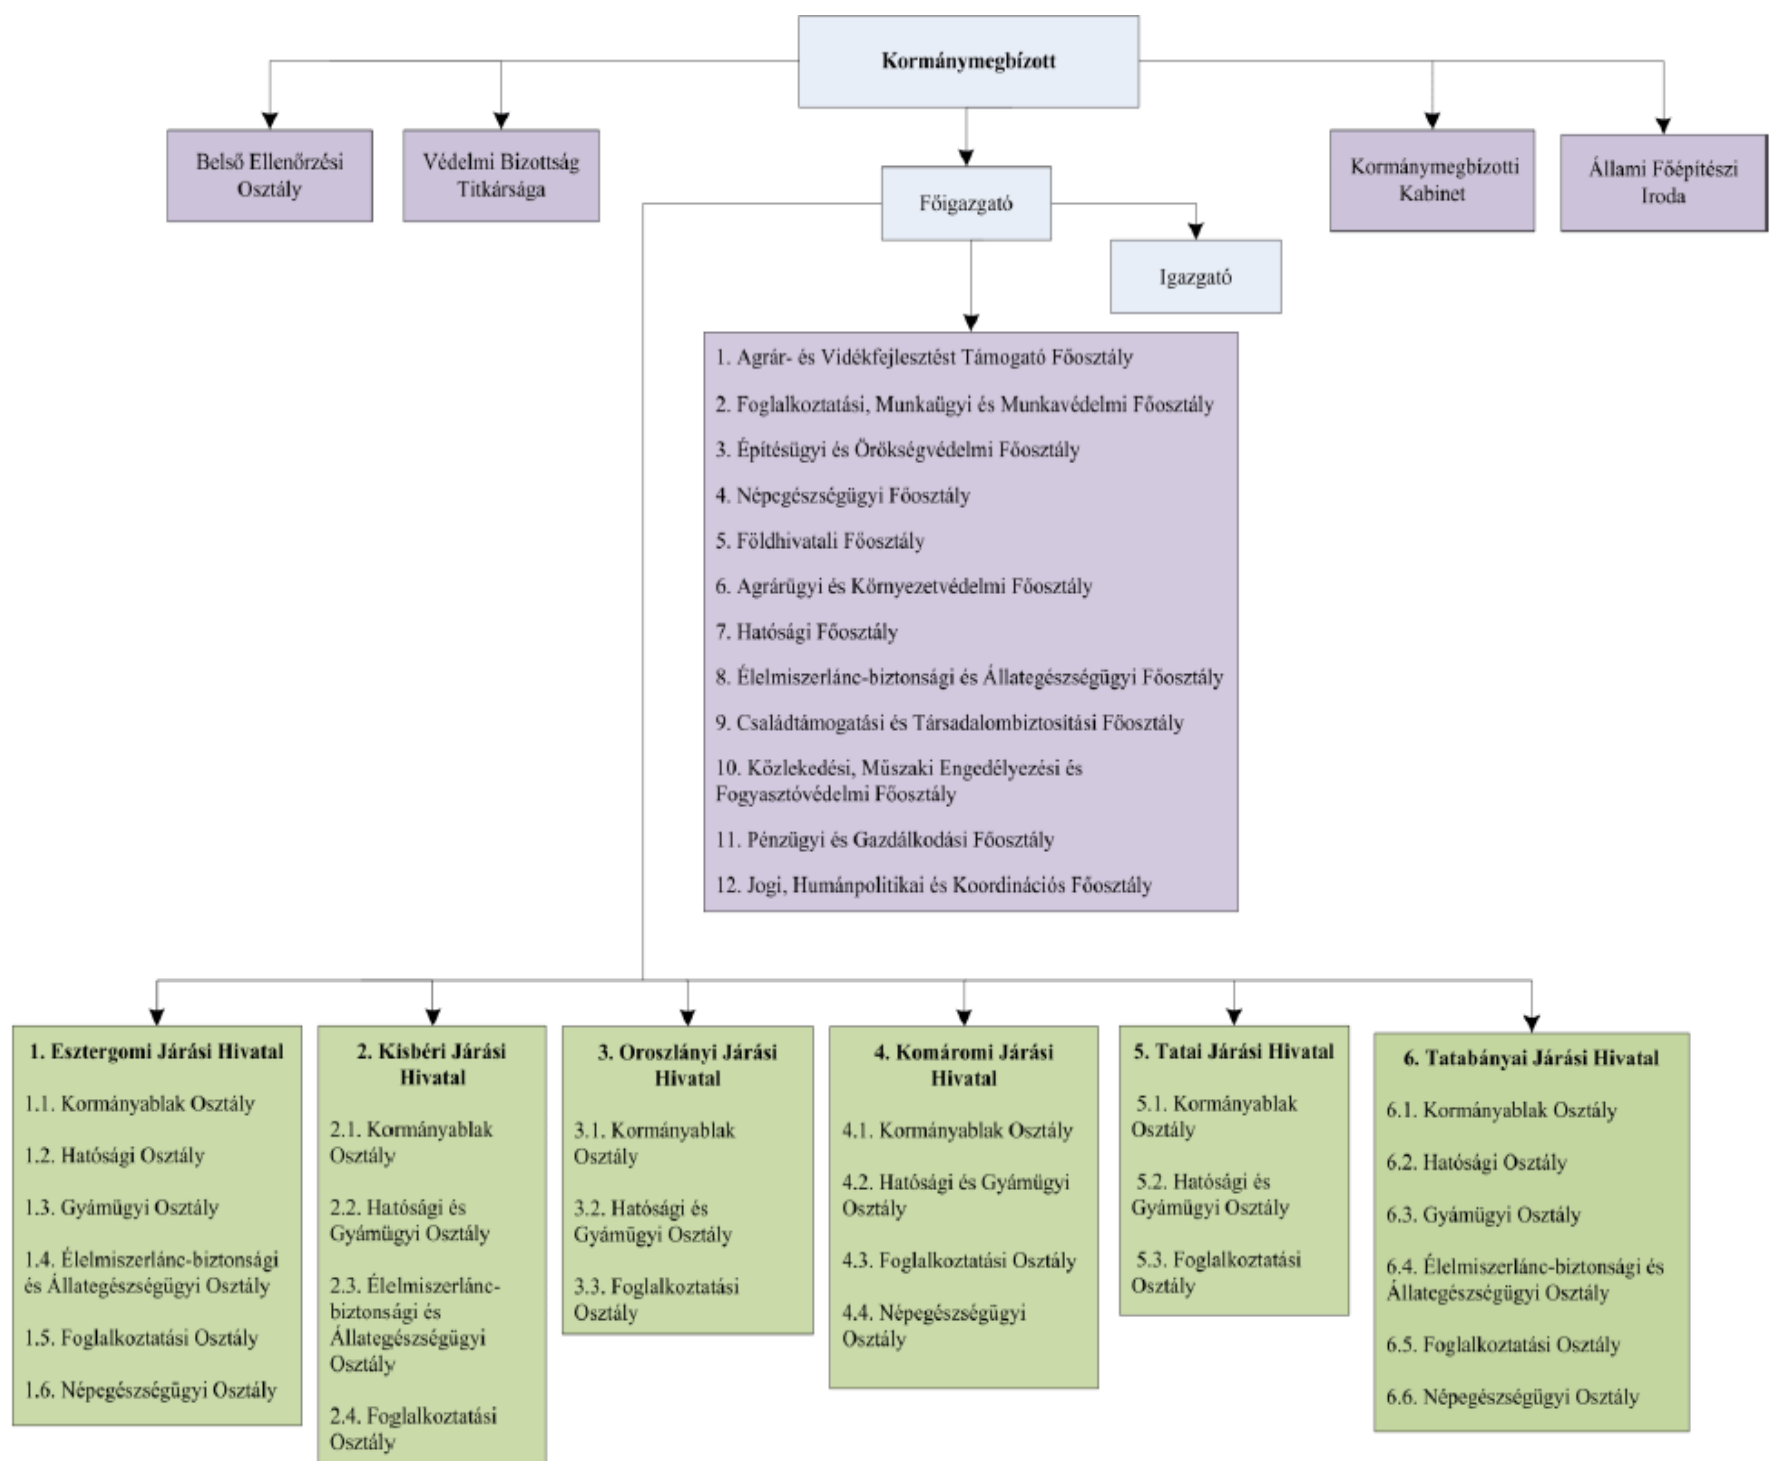 Kormánymegbízott
Belső Ellenőrzési
Osztály
Védelmi Bizottság
Titkársága
Kormánymegbízotti
Kabinet
Állami Főépítészi
Iroda
Főigazgató
Igazgató
1. Agrár- és Vidékfejlesztést Támogató Főosztály
2. Foglalkoztatási, Munkaügyi és Munkavédelmi Főosztály
3. Építésügyi és Örökségvédelmi Főosztály
4. Népegészségügyi Főosztály
5. Földhivatali Főosztály
6. Agrárügyi és Környezetvédelmi Főosztály
7. Hatósági Főosztály
8. Élelmiszerlánc-biztonsági és Állategészségügyi Főosztály
9. Családtámogatási és Társadalombiztosítási Főosztály
10. Közlekedési, Műszaki Engedélyezési és
Fogyasztóvédelmi Főosztály
11. Pénzügyi és Gazdálkodási Főosztály
12. Jogi, Humánpolitikai és Koordinációs Főosztály
1. Esztergomi Járási Hivatal
1.1. Kormányablak Osztály
1.2. Hatósági Osztály
1.3. Gyámügyi Osztály
1.4. Élelmiszerlánc-biztonsági
és Állategészségügyi Osztály
1.5. Foglalkoztatási Osztály
1.6. Népegészségügyi Osztály
2. Kisbéri Járási
Hivatal
2.1. Kormányablak
Osztály
2.2. Hatósági és
Gyámügyi Osztály
2.3. Élelmiszerlánc-
biztonsági és
Állategészségügyi
Osztály
2.4. Foglalkoztatási
Osztály
3. Oroszlányi Járási
Hivatal
3.1. Kormányablak
Osztály
3.2. Hatósági és
Gyámügyi Osztály
3.3. Foglalkoztatási
Osztály
4. Komáromi Járási
Hivatal
4.1. Kormányablak Osztály
4.2. Hatósági és Gyámügyi
Osztály
4.3. Foglalkoztatási Osztály
4.4. Népegészségügyi
Osztály
5. Tatai Járási Hivatal
5.1. Kormányablak
Osztály
5.2. Hatósági és
Gyámügyi Osztály
5.3. Foglalkoztatási
Osztály
6. Tatabányai Járási Hivatal
6.1. Kormányablak Osztály
6.2. Hatósági Osztály
6.3. Gyámügyi Osztály
6.4. Élelmiszerlánc-biztonsági és
Állategészségügyi Osztály
6.5. Foglalkoztatási Osztály
6.6. Népegészségügyi Osztály